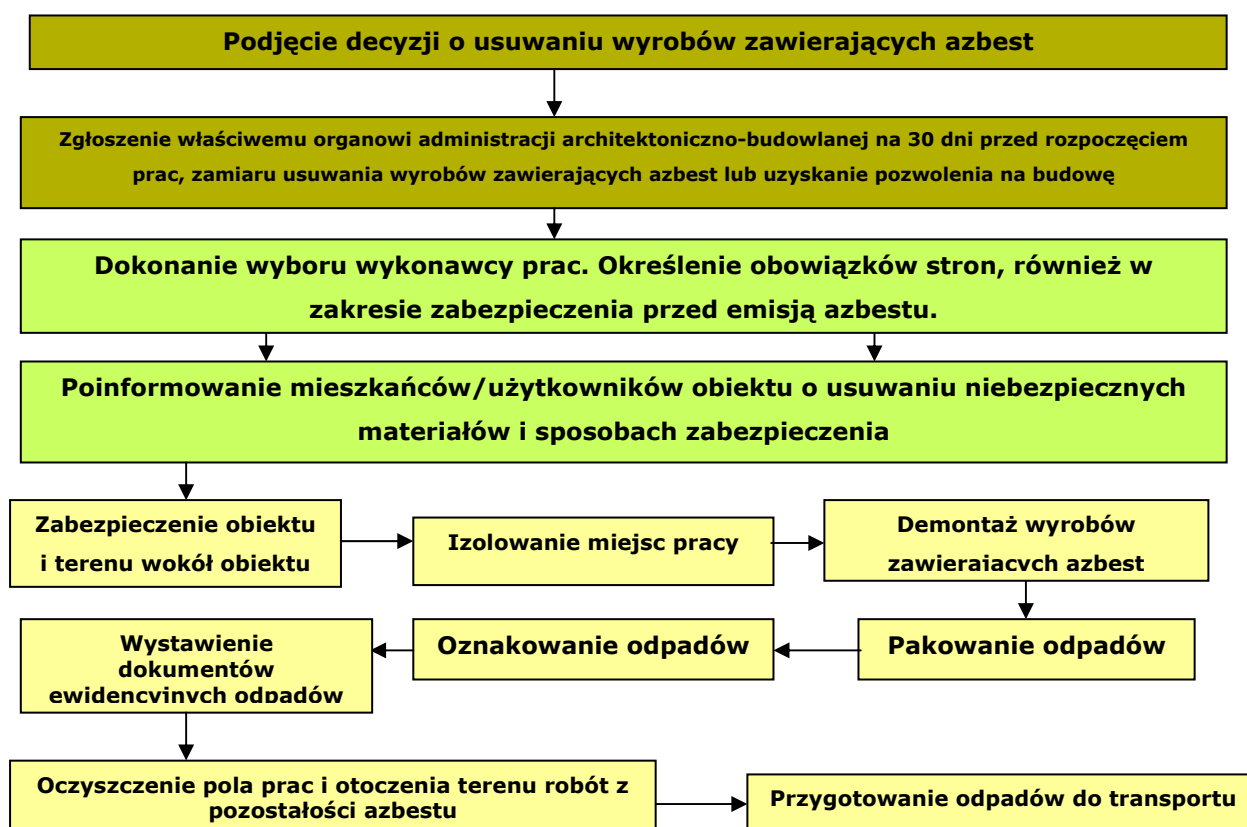 Podjęcie decyzji o usuwaniu wyrobów zawierających azbest
Zgłoszenie właściwemu organowi administracji architektoniczno-budowlanej na 30 dni przed rozpoczęciem
prac, zamiaru usuwania wyrobów zawierających azbest lub uzyskanie pozwolenia na budowę
Dokonanie wyboru wykonawcy prac. Określenie obowiązków stron, również w
zakresie zabezpieczenia przed emisją azbestu.
Poinformowanie mieszkańców/użytkowników obiektu o usuwaniu niebezpiecznych
materiałów i sposobach zabezpieczenia
Zabezpieczenie obiektu
i terenu wokół obiektu
Izolowanie miejsc pracy
Demontaż wyrobów
zawierających azbest
Pakowanie odpadów
Oznakowanie odpadów
Wystawienie
dokumentów
ewidencyjnych odpadów
Oczyszczenie pola prac i otoczenia terenu robót z
pozostałości azbestu
Przygotowanie odpadów do transportu